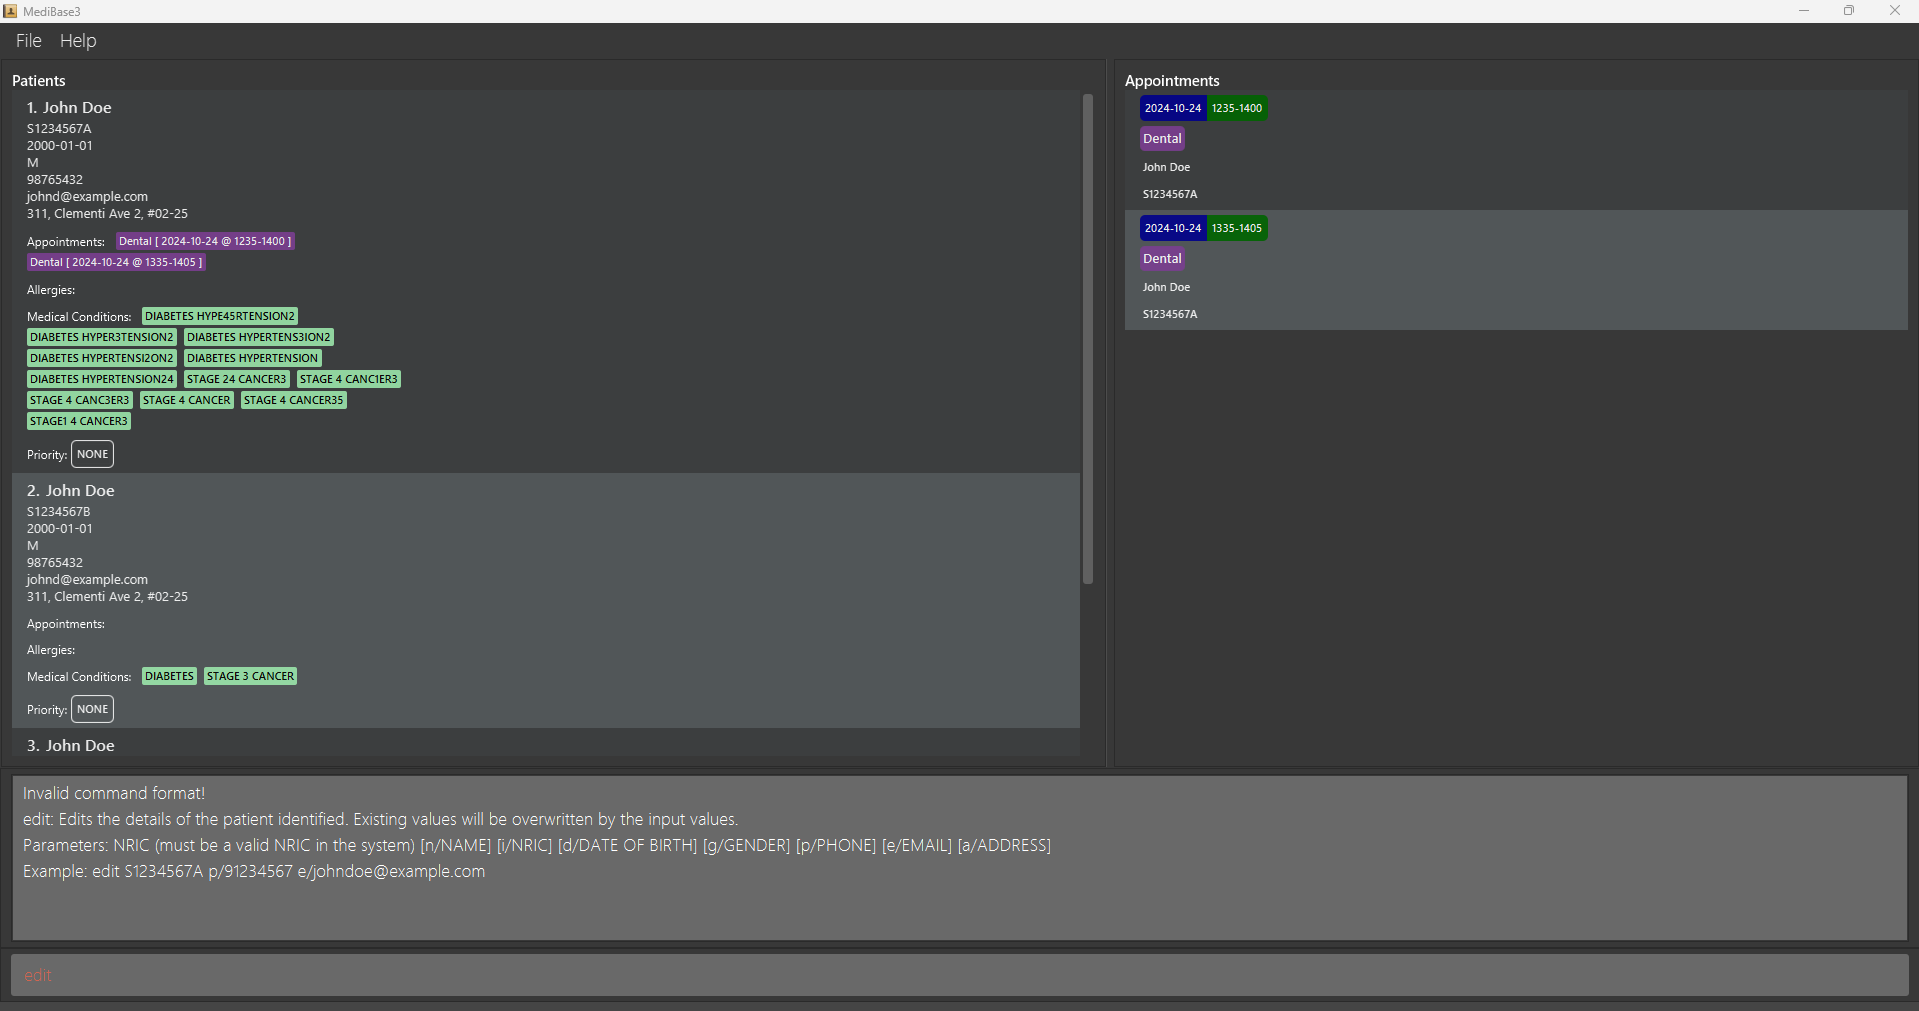 MediBase3
File Help
Patients
1. John Doe
S1234567A
2000-01-01
M
98765432
johnd@example.com
311, Clementi Ave 2, #02-25
Appointments: Dental [ 2024-10-24 @ 1235-1400 ]
Dental [ 2024-10-24 @ 1335-1405 ]
Allergies:
Medical Conditions: DIABETES HYPE45RTENSION2
DIABETES HYPER3TENSION2 DIABETES HYPERTENS3ION2
DIABETES HYPERTENSI2ON2 DIABETES HYPERTENSION
DIABETES HYPERTENSION24 STAGE 24 CANCER3 STAGE 4 CANC1ER3
STAGE 4 CANC3ER3 STAGE 4 CANCER STAGE 4 CANCER35
STAGE1 4 CANCER3
Priority: NONE
2. John Doe
S1234567B
2000-01-01
M
98765432
johnd@example.com
311, Clementi Ave 2, #02-25
Appointments:
Allergies:
Medical Conditions: DIABETES STAGE 3 CANCER
Priority: NONE
3. John Doe
Appointments
2024-10-24 1235-1400
Dental
John Doe
S1234567A
2024-10-24 1335-1405
Dental
John Doe
S1234567A
Invalid command format!
edit: Edits the details of the patient identified. Existing values will be overwritten by the input values.
Parameters: NRIC (must be a valid NRIC in the system) [n/NAME] [i/NRIC] [d/DATE OF BIRTH] [g/GENDER] [p/PHONE] [e/EMAIL] [a/ADDRESS]
Example: edit S1234567A p/91234567 e/johndoe@example.com
edit